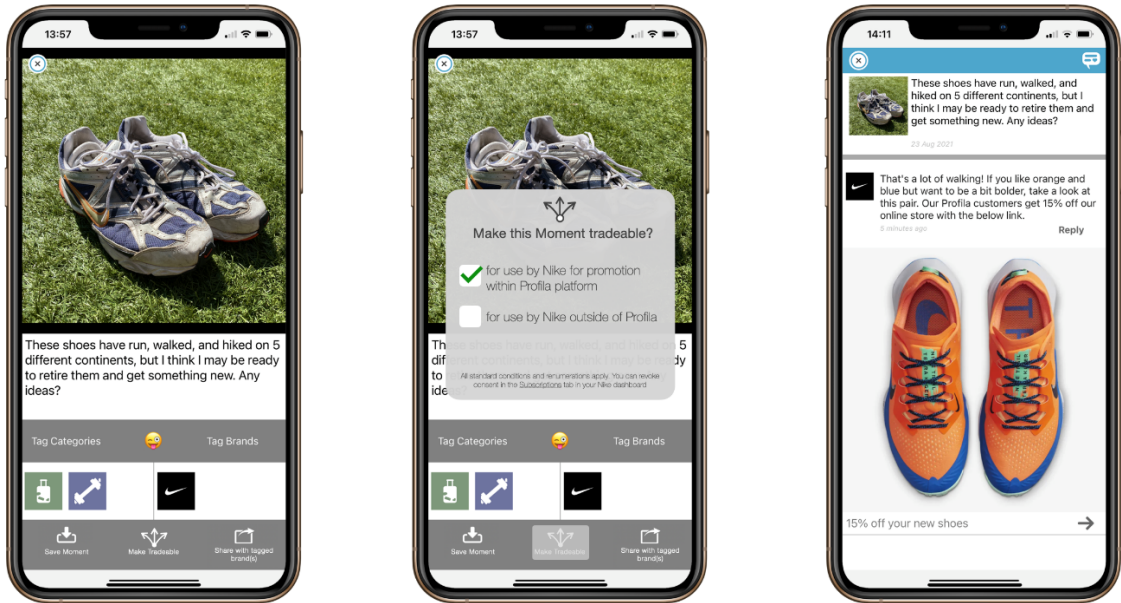 13:57
These shoes have run, walked, and hiked on 5
different continents, but I think I may be ready
to retire them and get something new. Any
ideas?
Tag Categories
Tag Brands
Save Moment
Make Tradeable
Share with tagged
brand(s)
13:57
Make this Moment tradeable?
for use by Nike for promotion
within Profila platform
for use by Nike outside of Profila
All standard conditions and renumerations apply. You can revoke
consent in the Subscriptions tab in your Nike dashboard
Tag Categories
Tag Brands
Save Moment
Make Tradeable
Share with tagged
brand(s)
14:11
These shoes have run, walked, and
hiked on 5 different continents, but I
think I may be ready to retire them and
get something new. Any ideas?
23 Aug 2021
That's a lot of walking! If you like orange and
blue but want to be a bit bolder, take a look at
this pair. Our Profila customers get 15% off our
online store with the below link.
5 minutes ago
Reply
15% off your new shoes